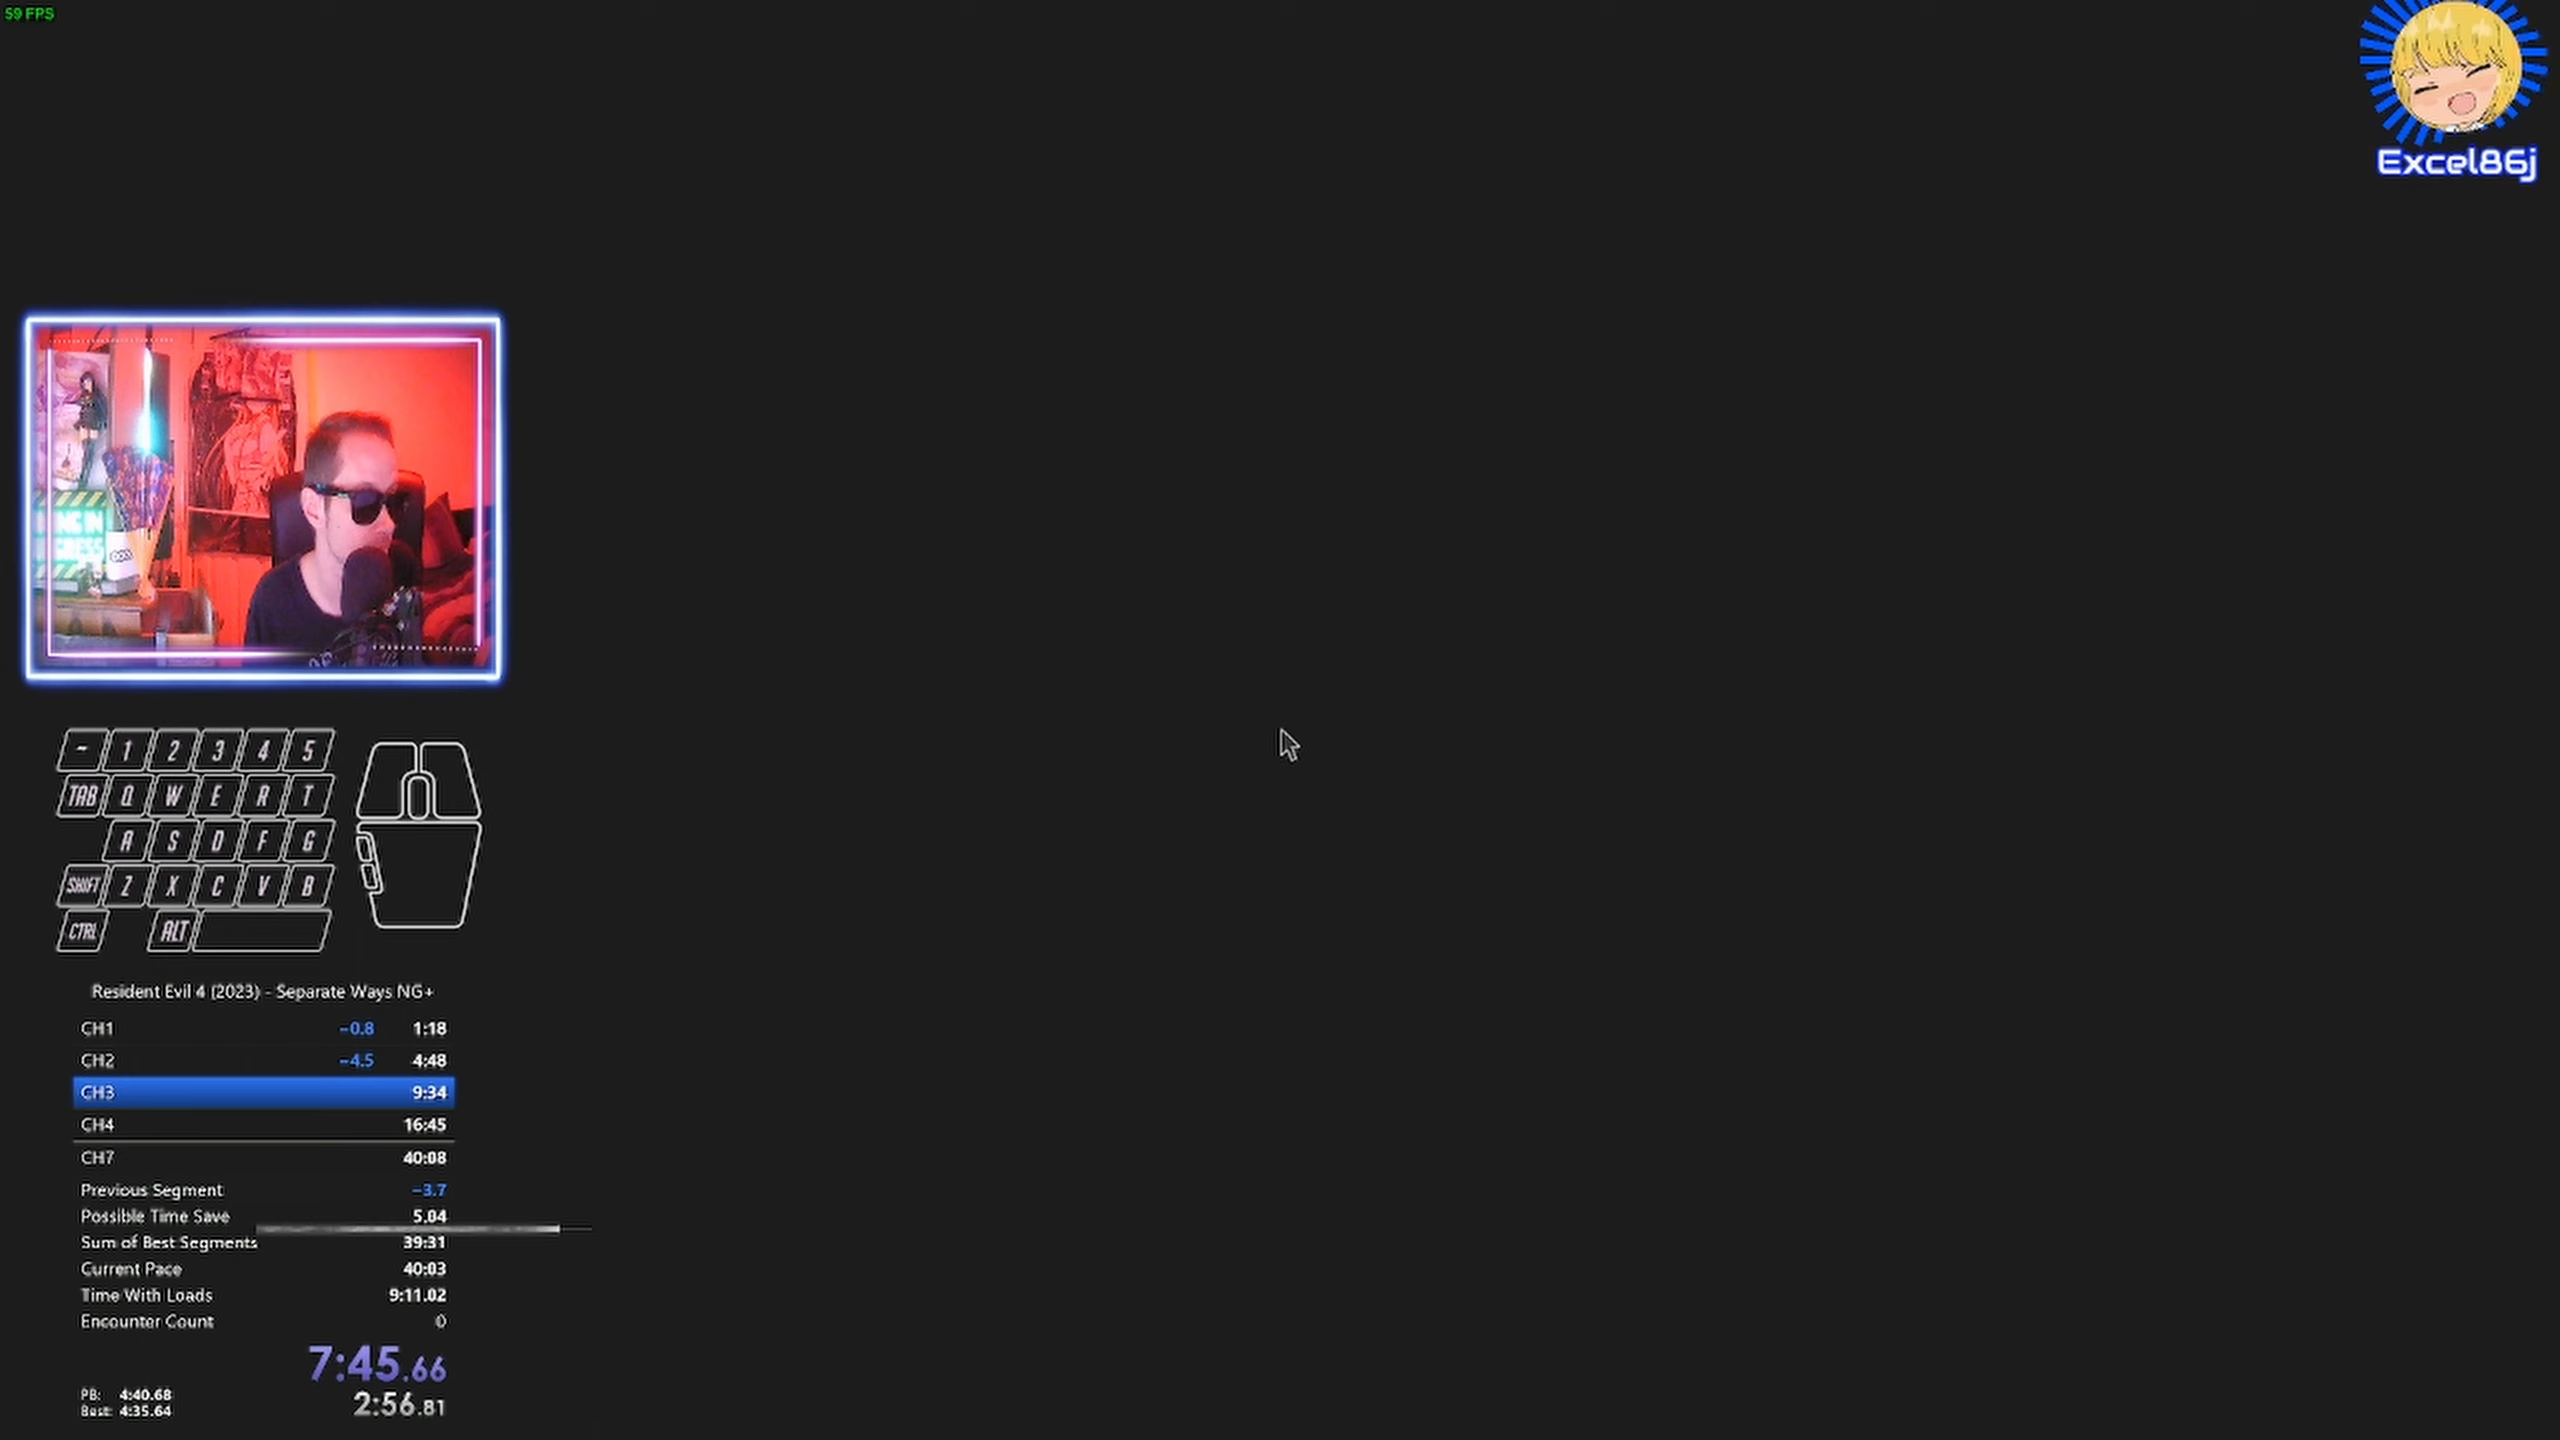 59 FPS
Excel86j
~ 1 2 3 4 5
TAB Q W E R T
A S D F G
SHIFT Z X C V B
CTRL ALT
Resident Evil 4 (2023) - Separate Ways NG+
CH1 -0.8 1:18
CH2 -4.5 4:48
CH3 9:34
CH4 16:45
CH7 40:08
Previous Segment -3.7
Possible Time Save 5.04
Sum of Best Segments 39:31
Current Pace 40:03
Time With Loads 9:11.02
Encounter Count 0
7:45.66
PB: 4:40.68
Best: 4:35.64
2:56.81